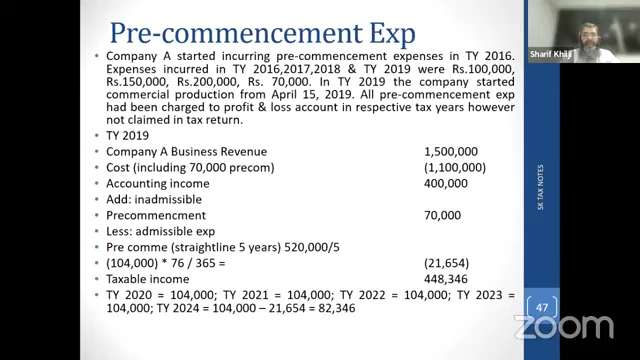 Pre-commencement Exp
Sharif Khilji
• Company A started incurring pre-commencement expenses in TY 2016.
Expenses incurred in TY 2016,2017,2018 & TY 2019 were Rs.100,000,
Rs.150,000, Rs.200,000, Rs. 70,000. In TY 2019 the company started
commercial production from April 15, 2019. All pre-commencement exp
had been charged to profit & loss account in respective tax years however
not claimed in tax return.
• TY 2019
• Company A Business Revenue 1,500,000
• Cost (including 70,000 precom) (1,100,000)
• Accounting income 400,000
• Add: inadmissible
• Precommencment 70,000
• Less: admissible exp
• Pre comme (straightline 5 years) 520,000/5
• (104,000) * 76 / 365 = (21,654)
• Taxable income 448,346
• TY 2020 = 104,000; TY 2021 = 104,000; TY 2022 = 104,000; TY 2023 =
104,000; TY 2024 = 104,000 – 21,654 = 82,346
SK TAX NOTES
47
zoom